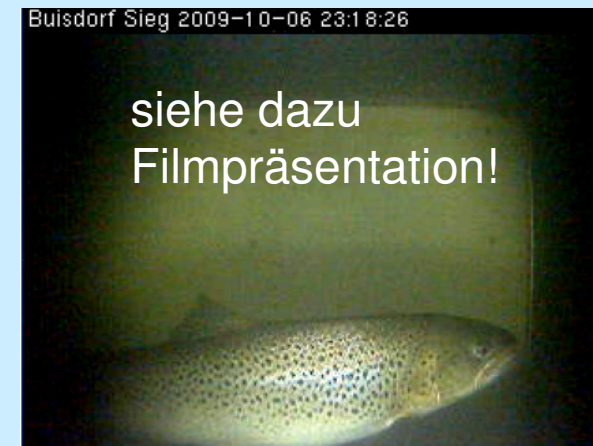 Buisdorf Sieg 2009-10-06 23:18:26
siehe dazu
Filmpräsentation!